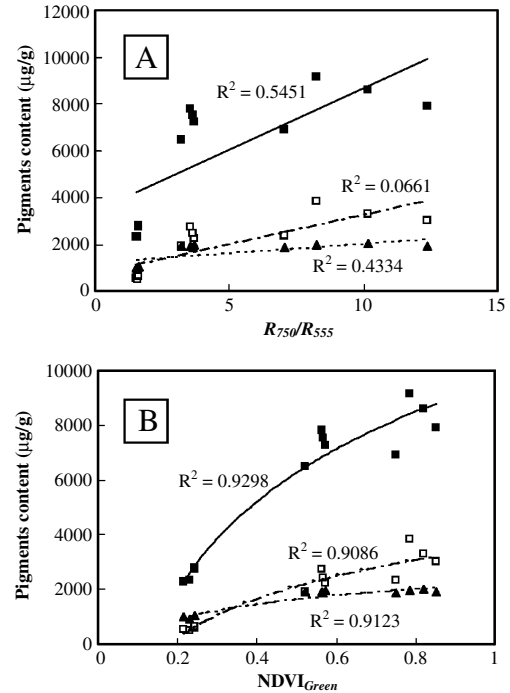 12000
10000
8000
6000
4000
2000
0
Pigments content (µg/g)
A
R² = 0.5451
R² = 0.0661
R² = 0.4334
0 5 10 15
R750/R555
10000
8000
6000
4000
2000
0
Pigments content (µg/g)
B
R² = 0.9298
R² = 0.9086
R² = 0.9123
0 0.2 0.4 0.6 0.8 1
NDVIGreen